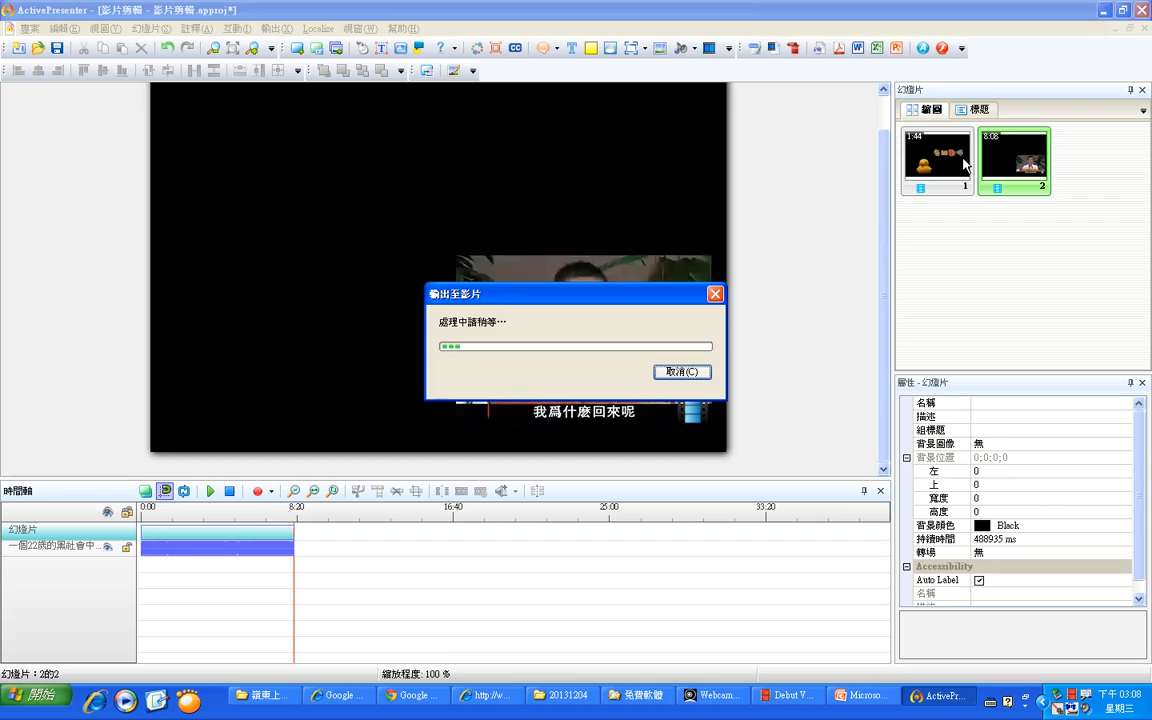 ActivePresenter - [影片剪輯 - 影片剪輯.approj*]
專案 編輯(E) 視圖(V) 幻燈片(S) 註釋(A) 互動(I) 輸出(X) Localize 視窗(W) 幫助(H)
幻燈片
縮圖 標題
1:44 8:08
1 2
輸出至影片
處理中請稍等…
取消(C)
我爲什麼回來呢
屬性 - 幻燈片
名稱
描述
組標題
背景圖像 無
背景位置 0;0;0;0
左 0
上 0
寬度 0
高度 0
背景顏色 Black
持續時間 488935 ms
轉場 無
Accessibility
Auto Label
名稱
時間軸
0:00 8:20 16:40 25:00 33:20
幻燈片
一個22歲的黑社會中...
幻燈片：2的2 縮放程度: 100 %
開始 嶺東上... Google ... Google ... http://w... 20131204 免費軟體 Webcam... Debut V... Microso... ActivePr... 下午 03:08
星期三